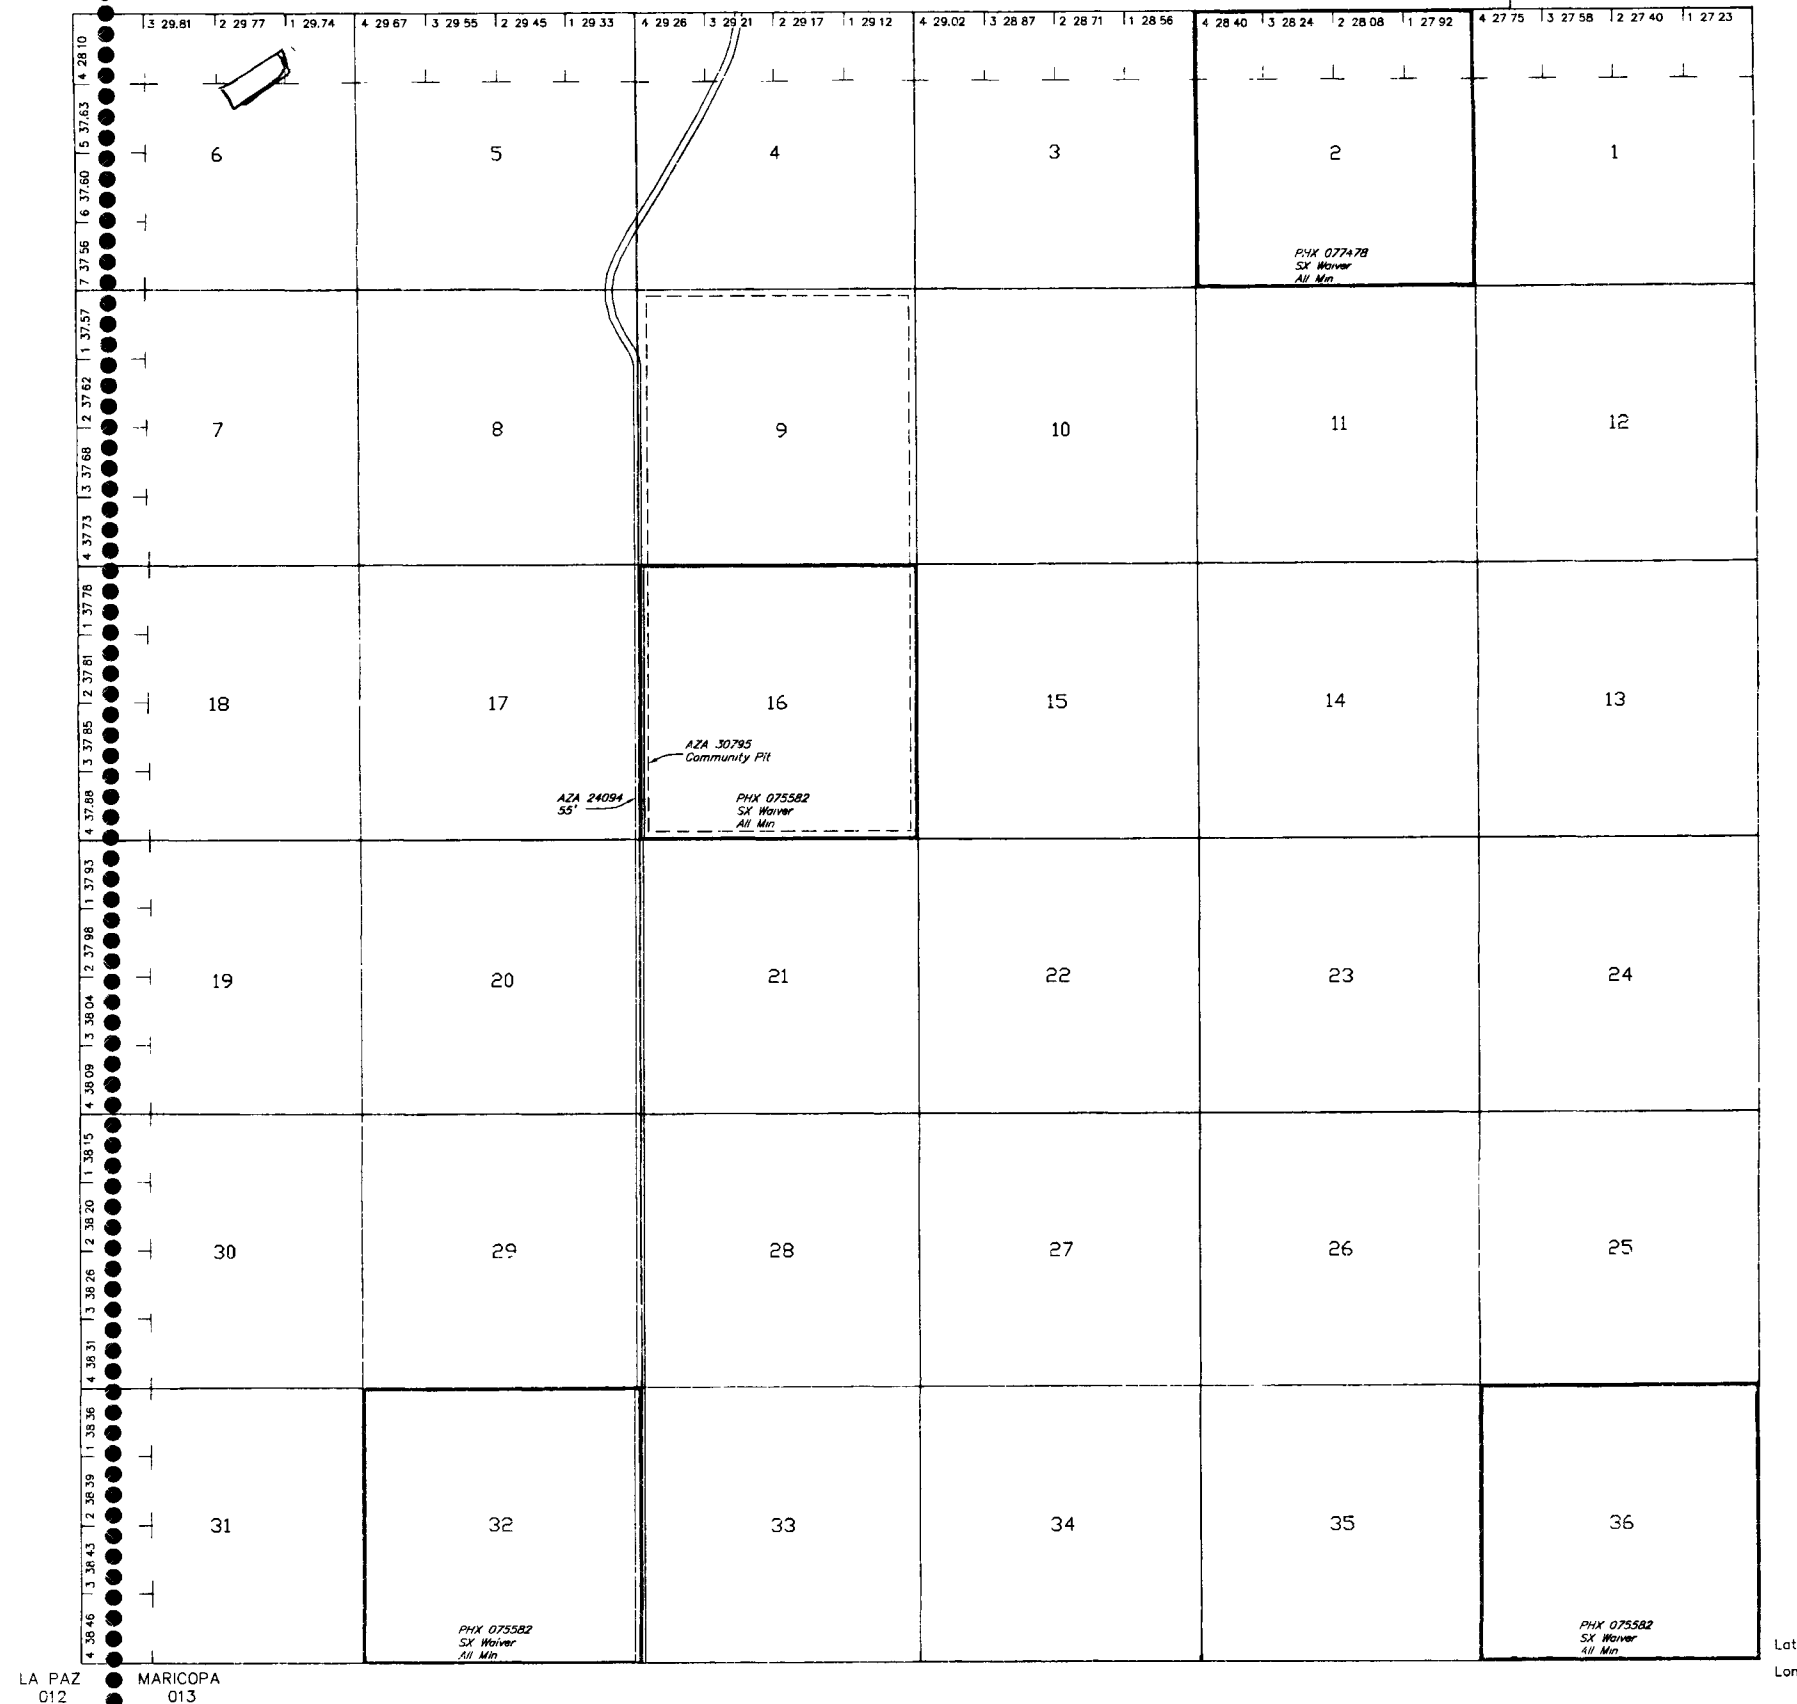 3 29.81 2 29 77 1 29.74 4 29 67 3 29 55 2 29 45 1 29 33 4 29 26 3 29 21 2 29 17 1 29 12 4 29.02 3 28 87 2 28 71 1 28 56 4 28 40 3 28 24 2 28 08 1 27 92 4 27 75 3 27 58 2 27 40 1 27 23
4 28 10
5 37.63
6 37.60
7 37 56
6 5 4 3 2 1
PHX 077478
SX Waiver
All Min
1 37.57
2 37 62
3 37 68
4 37 73
7 8 9 10 11 12
1 37 78
2 37 81
3 37 85
4 37.88
18 17 16 15 14 13
AZA 30795
Community Pit
AZA 24094
55'
PHX 075582
SX Waiver
All Min
1 37 93
2 37 98
3 38 04
4 38 09
19 20 21 22 23 24
1 38 15
2 38 20
3 38 26
4 38 31
30 29 28 27 26 25
1 38 36
2 38 39
3 38 43
4 38 46
31 32 33 34 35 36
PHX 075582
SX Waiver
All Min
PHX 075582
SX Waiver
All Min
Lat
Lon
LA PAZ MARICOPA
012 013